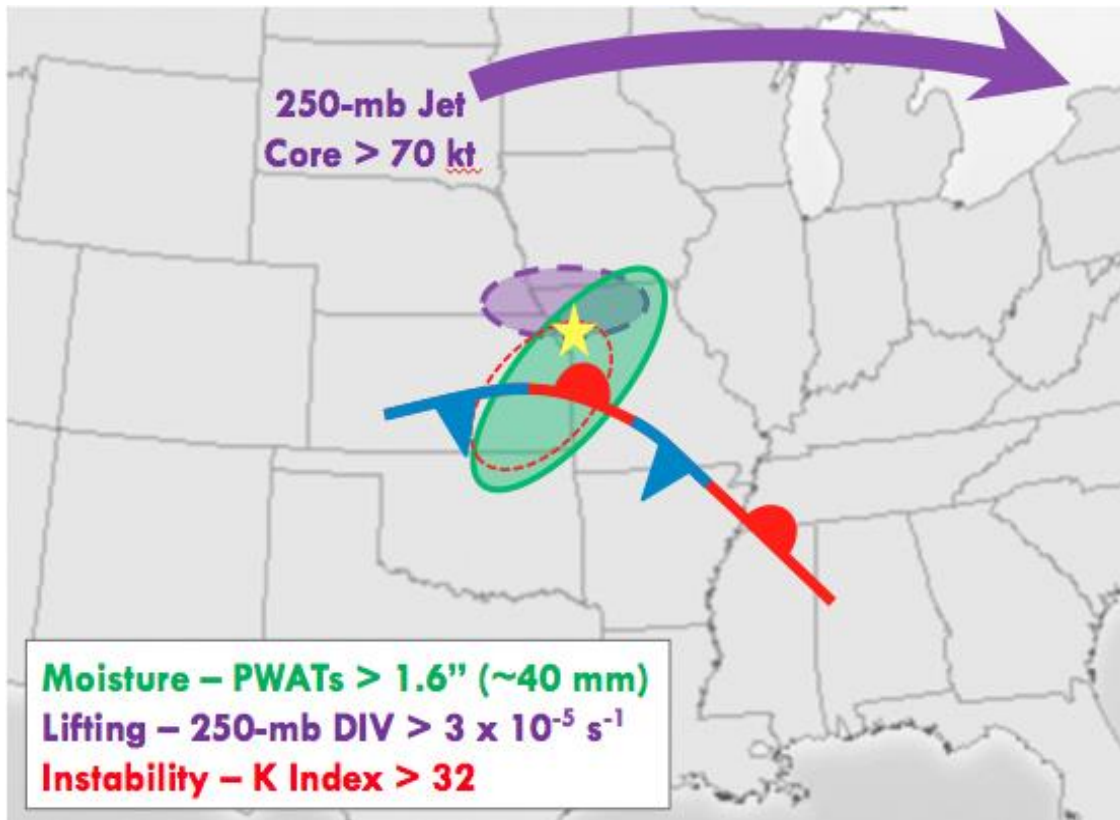 250-mb Jet
Core > 70 kt
Moisture – PWATs > 1.6” (~40 mm)
Lifting – 250-mb DIV > 3 x 10⁻⁵ s⁻¹
Instability – K Index > 32